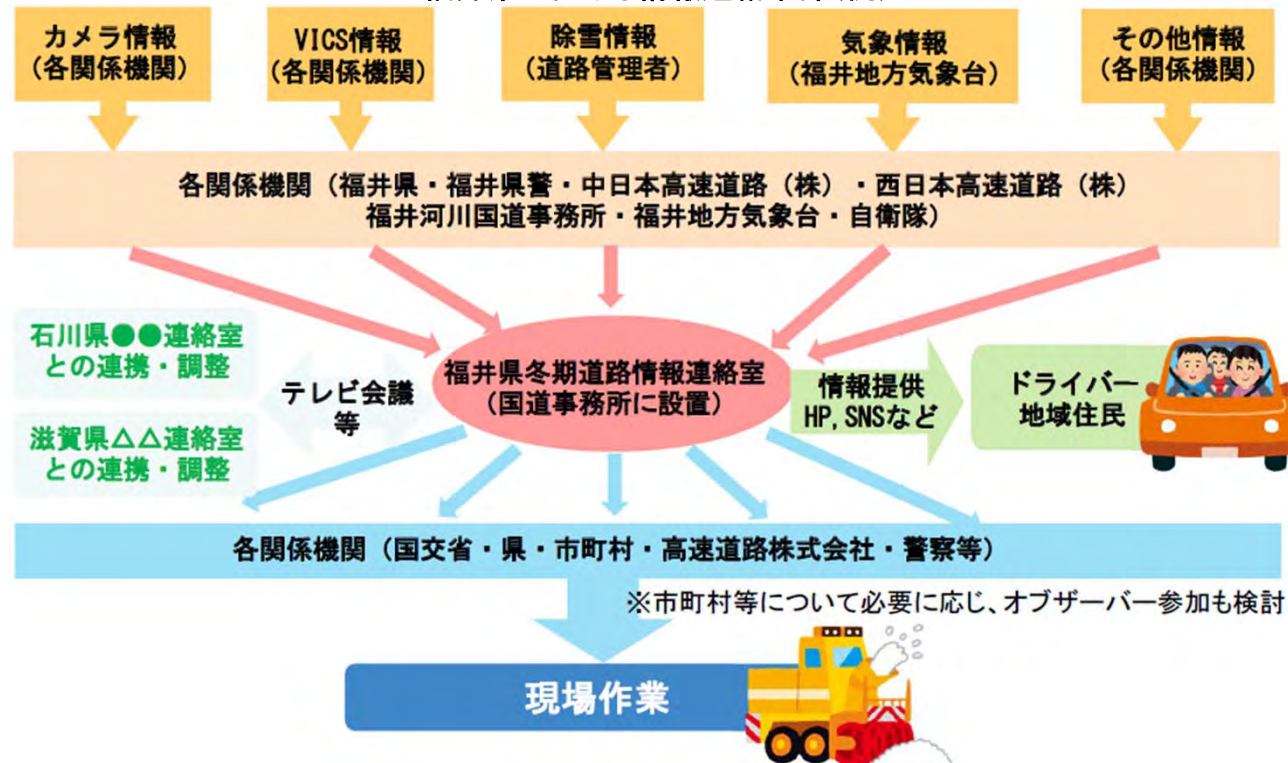 カメラ情報
(各関係機関)
VICS情報
(各関係機関)
除雪情報
(道路管理者)
気象情報
(福井地方気象台)
その他情報
(各関係機関)
各関係機関（福井県・福井県警・中日本高速道路（株）・西日本高速道路（株）
福井河川国道事務所・福井地方気象台・自衛隊）
石川県●●連絡室
との連携・調整
滋賀県△△連絡室
との連携・調整
テレビ会議
等
福井県冬期道路情報連絡室
（国道事務所に設置）
情報提供
HP,SNSなど
ドライバー
地域住民
各関係機関（国交省・県・市町村・高速道路株式会社・警察等）
※市町村等について必要に応じ、オブザーバー参加も検討
現場作業